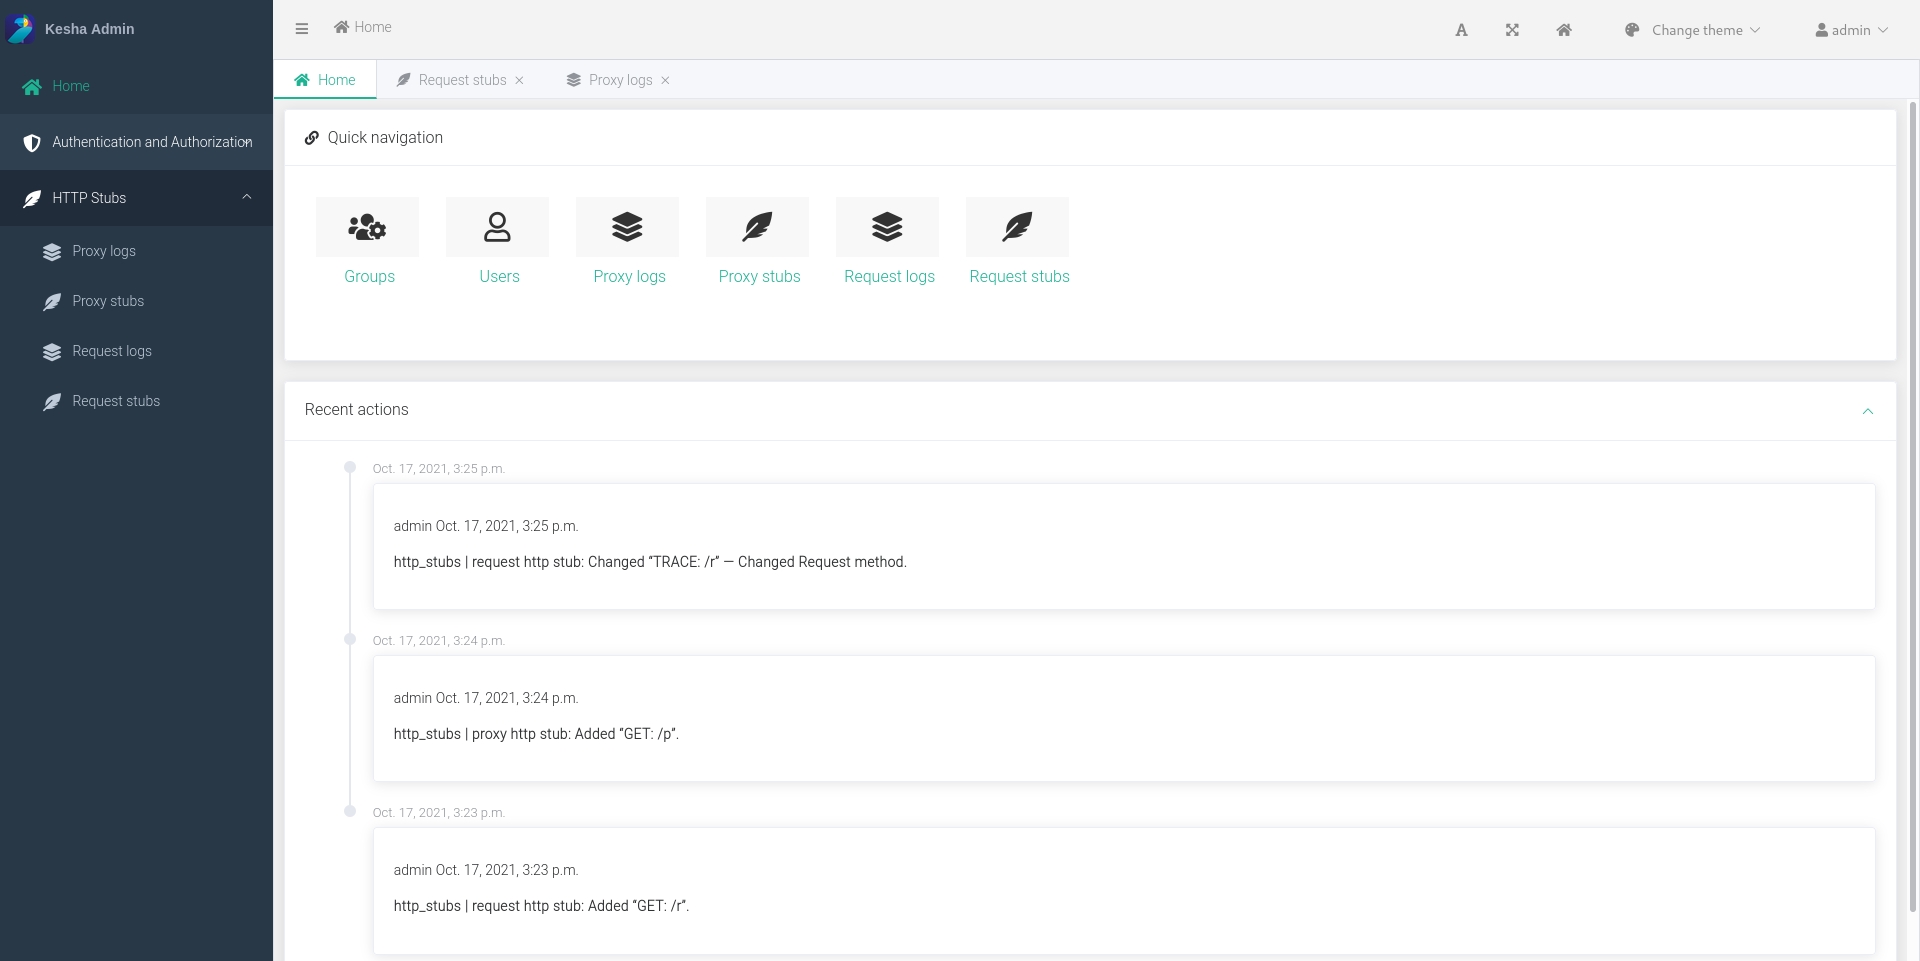 Kesha Admin
Home
Authentication and Authorization
HTTP Stubs
Proxy logs
Proxy stubs
Request logs
Request stubs
Home
A
Change theme
admin
Home
Request stubs
Proxy logs
Quick navigation
Groups
Users
Proxy logs
Proxy stubs
Request logs
Request stubs
Recent actions
Oct. 17, 2021, 3:25 p.m.
admin Oct. 17, 2021, 3:25 p.m.
http_stubs | request http stub: Changed “TRACE: /r” — Changed Request method.
Oct. 17, 2021, 3:24 p.m.
admin Oct. 17, 2021, 3:24 p.m.
http_stubs | proxy http stub: Added “GET: /p”.
Oct. 17, 2021, 3:23 p.m.
admin Oct. 17, 2021, 3:23 p.m.
http_stubs | request http stub: Added “GET: /r”.